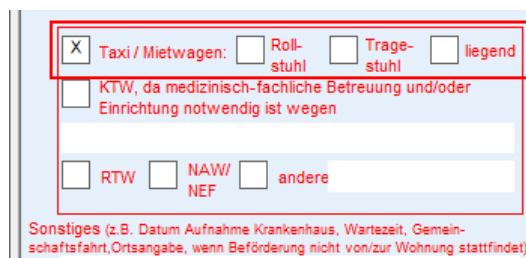 X Taxi / Mietwagen: Roll-stuhl Trage-stuhl liegend
KTW, da medizinisch-fachliche Betreuung und/oder
Einrichtung notwendig ist wegen
RTW NAW/NEF andere
Sonstiges (z.B. Datum Aufnahme Krankenhaus, Wartezeit, Gemein-
schaftsfahrt,Ortsangabe, wenn Beförderung nicht von/zur Wohnung stattfindet)